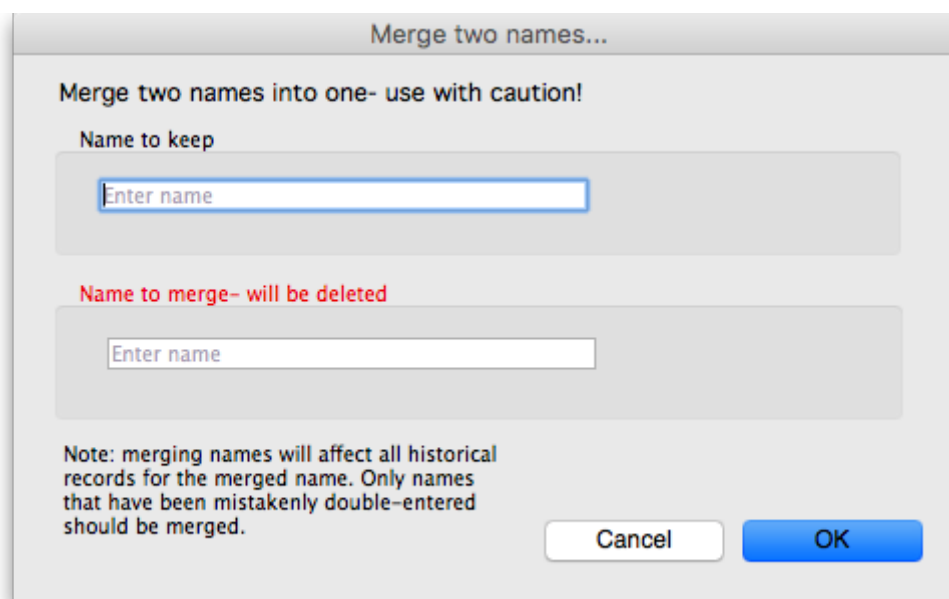 Merge two names...
Merge two names into one- use with caution!
Name to keep
Enter name
Name to merge- will be deleted
Enter name
Note: merging names will affect all historical
records for the merged name. Only names
that have been mistakenly double-entered
should be merged.
Cancel
OK